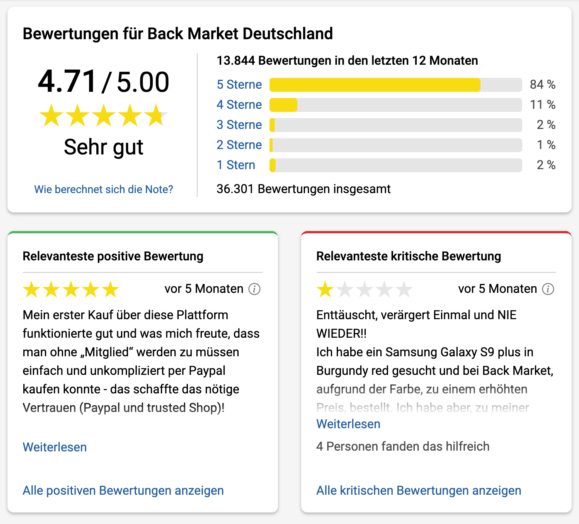 Bewertungen für Back Market Deutschland
4.71/5.00
Sehr gut
Wie berechnet sich die Note?
13.844 Bewertungen in den letzten 12 Monaten
5 Sterne 84 %
4 Sterne 11 %
3 Sterne 2 %
2 Sterne 1 %
1 Stern 2 %
36.301 Bewertungen insgesamt
Relevanteste positive Bewertung
vor 5 Monaten
Mein erster Kauf über diese Plattform
funktionierte gut und was mich freute, dass
man ohne „Mitglied“ werden zu müssen
einfach und unkompliziert per Paypal
kaufen konnte - das schaffte das nötige
Vertrauen (Paypal und trusted Shop)!
Weiterlesen
Alle positiven Bewertungen anzeigen
Relevanteste kritische Bewertung
vor 5 Monaten
Enttäuscht, verärgert Einmal und NIE
WIEDER!!
Ich habe ein Samsung Galaxy S9 plus in
Burgundy red gesucht und bei Back Market,
aufgrund der Farbe, zu einem erhöhten
Preis, bestellt. Ich habe aber, zu meiner
Weiterlesen
4 Personen fanden das hilfreich
Alle kritischen Bewertungen anzeigen